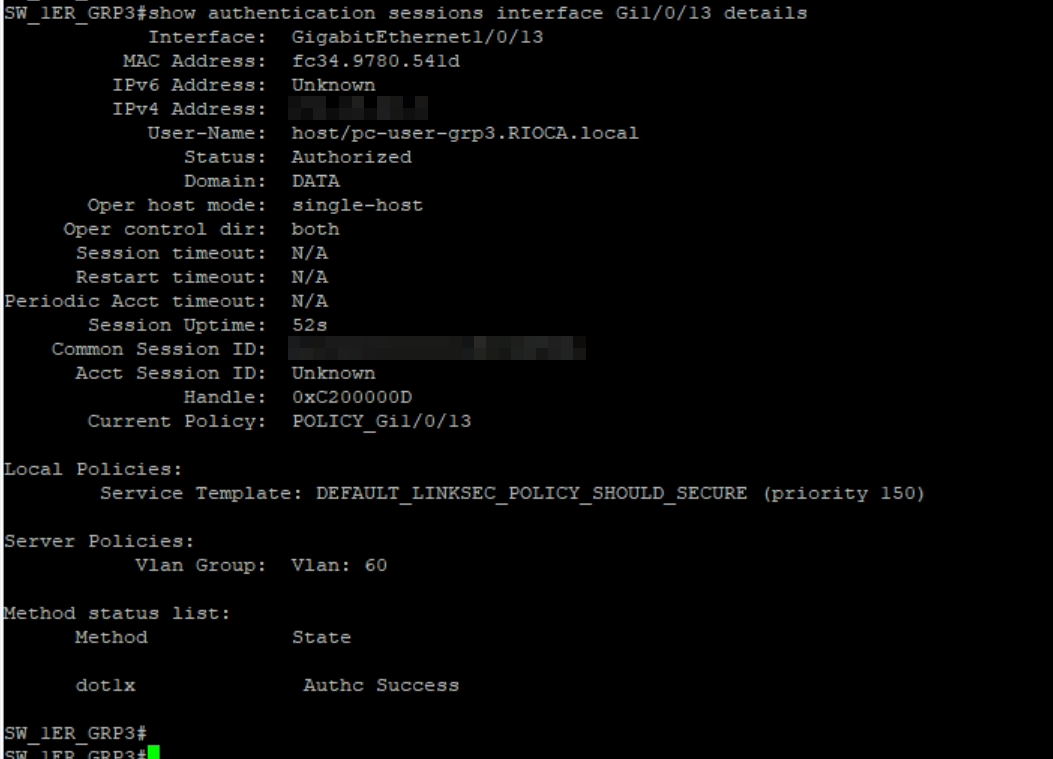 SW_1ER_GRP3#show authentication sessions interface Gi1/0/13 details
Interface: GigabitEthernet1/0/13
MAC Address: fc34.9780.541d
IPv6 Address: Unknown
IPv4 Address:
User-Name: host/pc-user-grp3.RIOCA.local
Status: Authorized
Domain: DATA
Oper host mode: single-host
Oper control dir: both
Session timeout: N/A
Restart timeout: N/A
Periodic Acct timeout: N/A
Session Uptime: 52s
Common Session ID:
Acct Session ID: Unknown
Handle: 0xC200000D
Current Policy: POLICY_Gi1/0/13
Local Policies:
Service Template: DEFAULT_LINKSEC_POLICY_SHOULD_SECURE (priority 150)
Server Policies:
Vlan Group: Vlan: 60
Method status list:
Method State
dot1x Authc Success
SW_1ER_GRP3#
SW_1ER_GRP3#